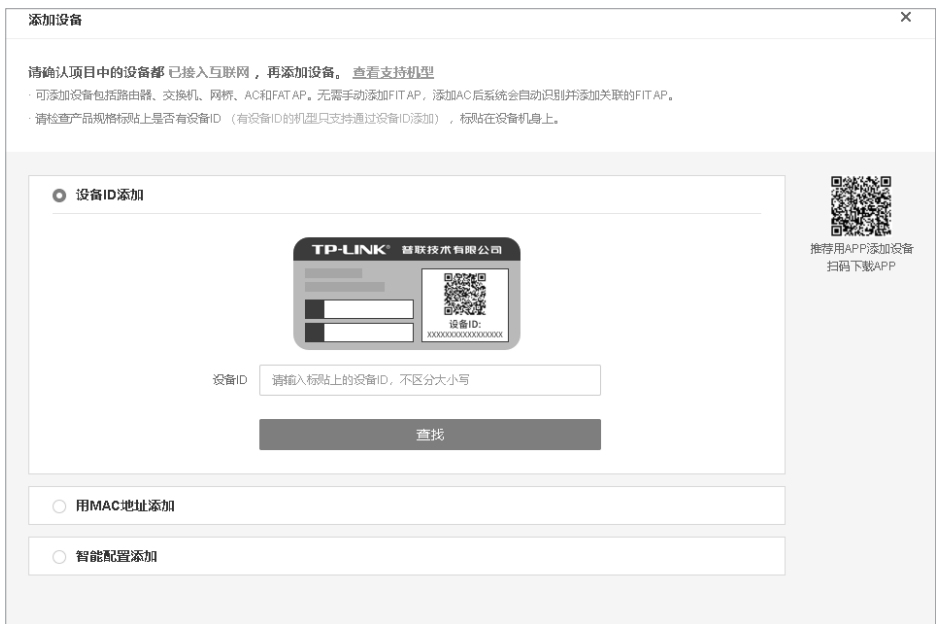 添加设备
×
请确认项目中的设备都 已接入互联网 ，再添加设备。 查看支持机型
· 可添加设备包括路由器、交换机、网桥、AC和FAT AP。无需手动添加FIT AP，添加AC后系统会自动识别并添加关联的FIT AP。
· 请检查产品规格标贴上是否有设备ID （有设备ID的机型只支持通过设备ID添加） ，标贴在设备机身上。
设备ID添加
TP-LINK® 普联技术有限公司
设备ID:
XXXXXXXXXXXXXXXXX
设备ID 请输入标贴上的设备ID，不区分大小写
查找
用MAC地址添加
智能配置添加
推荐用APP添加设备
扫码下载APP